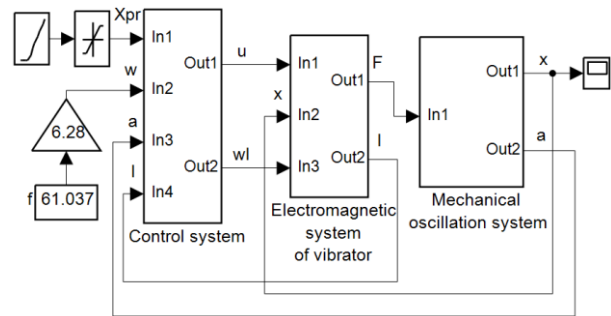 Xpr
In1
w
In2
a
In3
I
In4
Out1
Out2
6.28
f 61.037
Control system
u
x
wI
In1
In2
In3
Out1
Out2
Electromagnetic
system
of vibrator
F
I
In1
Out1
Out2
Mechanical
oscillation system
x
a